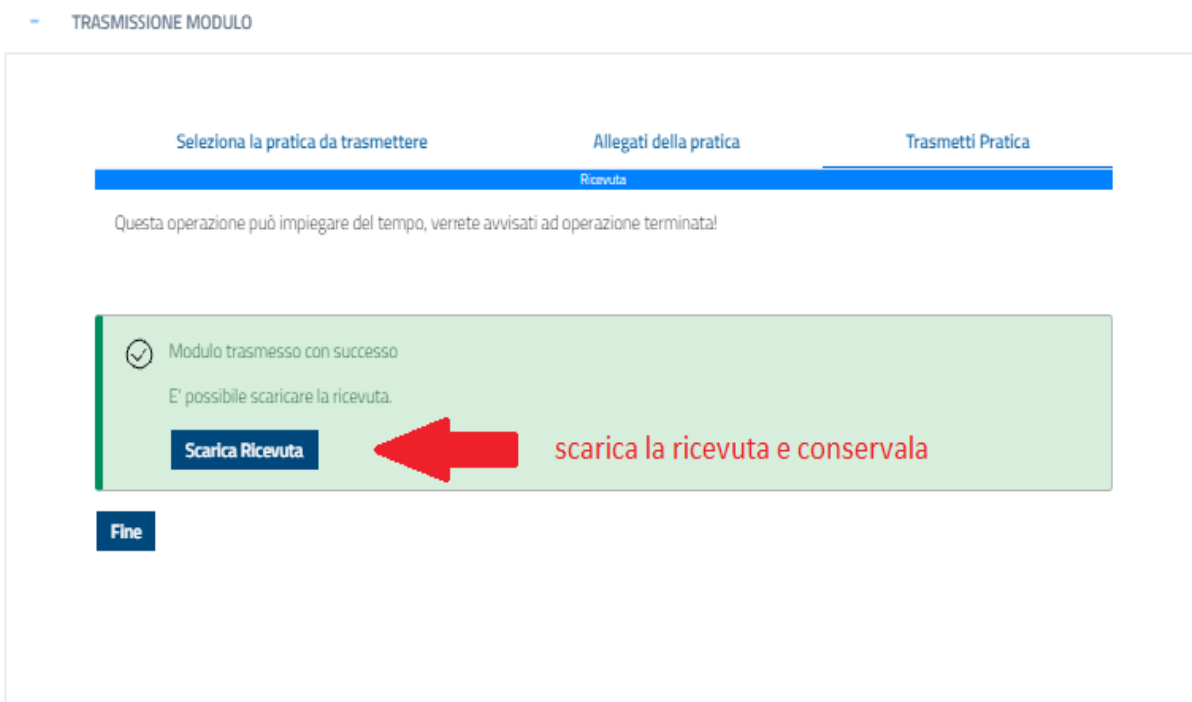 TRASMISSIONE MODULO
Seleziona la pratica da trasmettere
Allegati della pratica
Trasmetti Pratica
Ricevuta
Questa operazione può impiegare del tempo, verrete avvisati ad operazione terminata!
Modulo trasmesso con successo
E' possibile scaricare la ricevuta.
Scarica Ricevuta
scarica la ricevuta e conservala
Fine